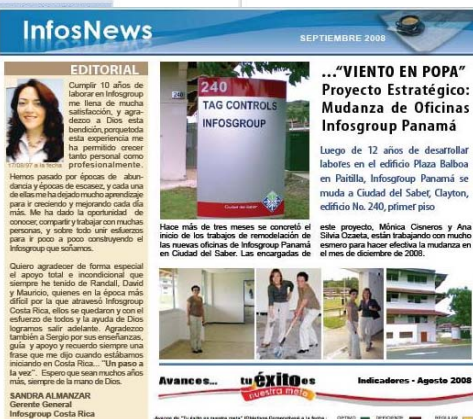 InfosNews
SEPTIEMBRE 2008
EDITORIAL
Cumplir 10 años de
laborar en Infosgroup
me llena de mucha
satisfacción, y agra-
dezco a Dios esta
bendición, porque toda
esta experiencia me
ha permitido crecer
tanto personal como
profesionalmente.
Hemos pasado por épocas de abun-
dancia y épocas de escasez, y cada una
de ellas me ha dejado mucho aprendizaje
para ir creciendo y mejorando cada día
más. Me ha dado la oportunidad de
conocer, compartir y trabajar con muchas
personas, y sobre todo unir esfuerzos
para ir poco a poco construyendo el
Infosgroup que soñamos.
Quiero agradecer de forma especial
el apoyo total e incondicional que
siempre he tenido de Randall, David
y Mauricio, quienes en la época más
difícil por la que atravesó Infosgroup
Costa Rica, ellos se quedaron y con el
esfuerzo de todos y la ayuda de Dios
logramos salir adelante. Agradezco
también a Sergio por sus enseñanzas,
guía y apoyo y recuerdo siempre una
frase que me dijo cuando estábamos
iniciando en Costa Rica... "Un paso a
la vez". Espero que sean muchos años
más, siempre de la mano de Dios.
SANDRA ALMANZAR
Gerente General
Infosgroup Costa Rica
240
240
TAG CONTROLS
INFOSGROUP
Ciudad del Saber
..."VIENTO EN POPA"
Proyecto Estratégico:
Mudanza de Oficinas
Infosgroup Panamá
Luego de 12 años de desarrollar
labores en el edificio Plaza Balboa
en Paitilla, Infosgroup Panamá se
muda a Ciudad del Saber, Clayton,
edificio No. 240, primer piso
Hace más de tres meses se concretó el
inicio de los trabajos de remodelación de
las nuevas oficinas de Infosgroup Panamá
en Ciudad del Saber. Las encargadas de
este proyecto, Mónica Cisneros y Ana
Silvia Ozaeta, están trabajando con mucho
esmero para hacer efectiva la mudanza en
el mes de diciembre de 2008.
Avances...
tu éxito es
nuestra meta
Indicadores - Agosto 2008